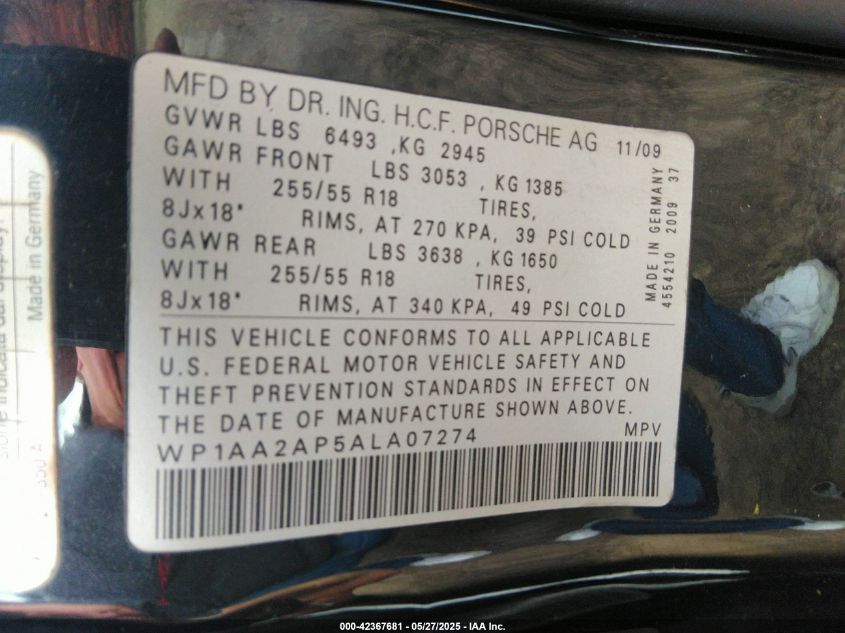 MFD BY DR. ING. H.C.F. PORSCHE AG 11/09
GVWR LBS 6493 , KG 2945
GAWR FRONT LBS 3053 , KG 1385
WITH 255/55 R18 TIRES,
8Jx18" RIMS, AT 270 KPA, 39 PSI COLD
GAWR REAR LBS 3638 , KG 1650
WITH 255/55 R18 TIRES,
8Jx18" RIMS, AT 340 KPA, 49 PSI COLD
THIS VEHICLE CONFORMS TO ALL APPLICABLE
U.S. FEDERAL MOTOR VEHICLE SAFETY AND
THEFT PREVENTION STANDARDS IN EFFECT ON
THE DATE OF MANUFACTURE SHOWN ABOVE.
WP1AA2AP5ALA07274 MPV
MADE IN GERMANY
4554210 2009 37
Made in Germany
000-42367681 - 05/27/2025 - IAA Inc.